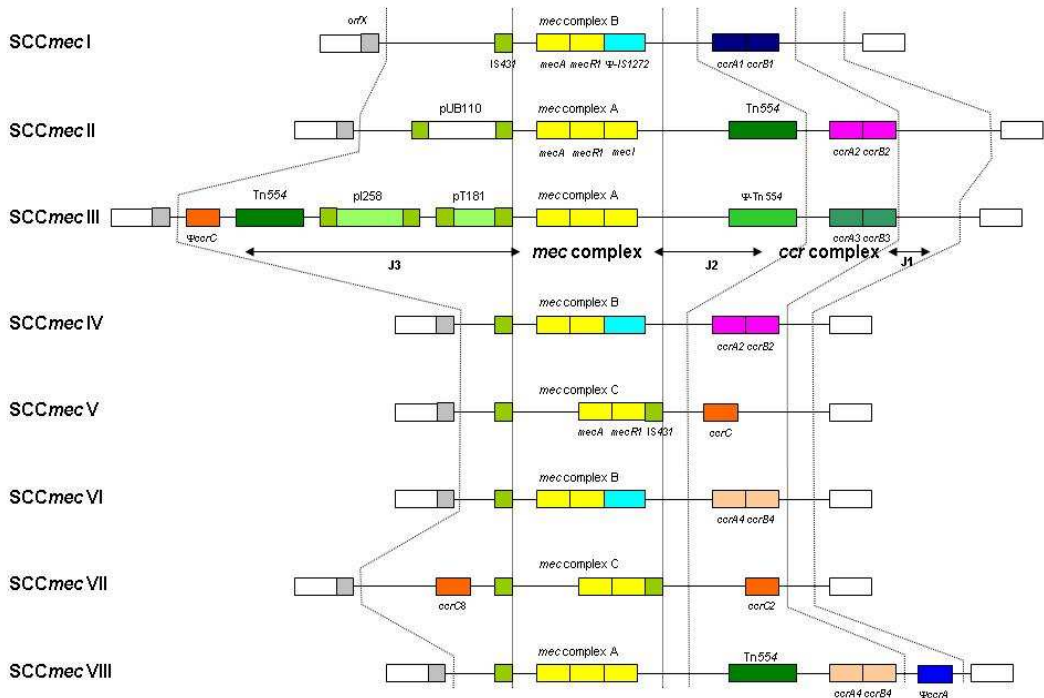 orfX
mec complex B
SCCmec I
IS431
mecA mecR1 Ψ-IS1272
ccrA1 ccrB1
pUB110
mec complex A
Tn554
SCCmec II
mecA mecR1 mecI
ccrA2 ccrB2
Tn554
pI258
pT181
mec complex A
Ψ-Tn554
SCCmec III
ΨccrC
ccrA3 ccrB3
J3
mec complex
J2
ccr complex
J1
mec complex B
SCCmec IV
ccrA2 ccrB2
mec complex C
SCCmec V
mecA mecR1 IS431
ccrC
mec complex B
SCCmec VI
ccrA4 ccrB4
mec complex C
SCCmec VII
ccrC8
ccrC2
mec complex A
Tn554
SCCmec VIII
ccrA4 ccrB4
ΨccrA